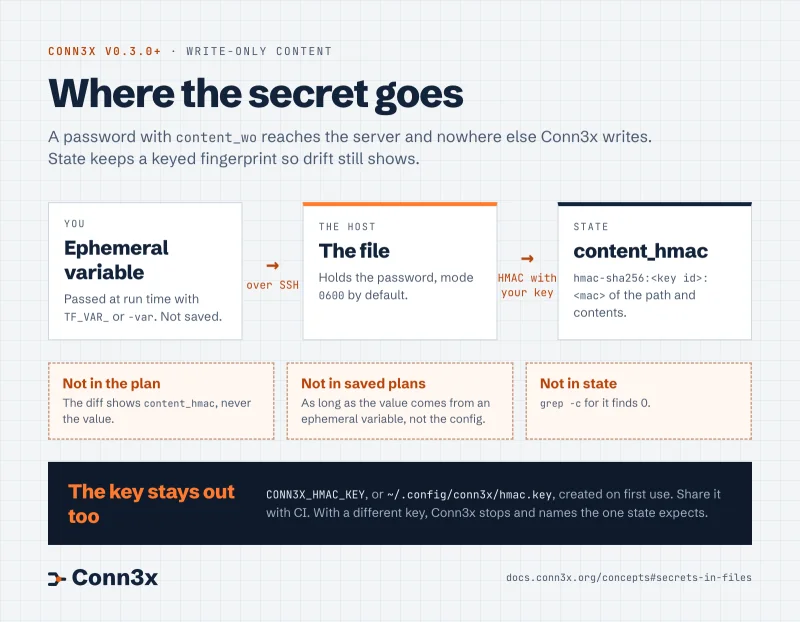 CONN3X V0.3.0+ · WRITE-ONLY CONTENT
Where the secret goes
A password with content_wo reaches the server and nowhere else Conn3x writes.
State keeps a keyed fingerprint so drift still shows.
YOU
Ephemeral
variable
Passed at run time with
TF_VAR_ or -var. Not saved.
→
over SSH
THE HOST
The file
Holds the password, mode
0600 by default.
→
HMAC with
your key
STATE
content_hmac
hmac-sha256:<key id>:
<mac> of the path and
contents.
Not in the plan
The diff shows content_hmac, never
the value.
Not in saved plans
As long as the value comes from an
ephemeral variable, not the config.
Not in state
grep -c for it finds 0.
The key stays out
too
CONN3X_HMAC_KEY, or ~/.config/conn3x/hmac.key, created on first use. Share it
with CI. With a different key, Conn3x stops and names the one state expects.
Conn3x
docs.conn3x.org/concepts#secrets-in-files